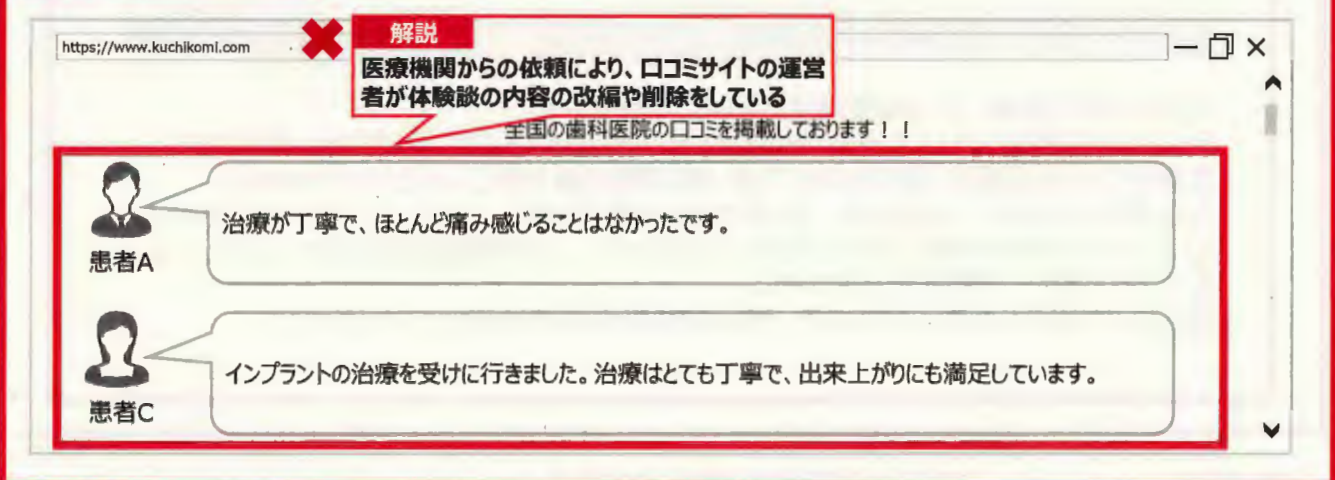 https;//www.kuchikomi.com
解説
医療機関からの依頼により、口コミサイトの運営
者が体験談の内容の改編や削除をしている
全国の歯科医院の口コミを掲載しております！！
治療が丁寧で、ほとんど痛み感じることはなかったです。
患者A
インプラントの治療を受けに行きました。治療はとても丁寧で、出来上がりにも満足しています。
患者C